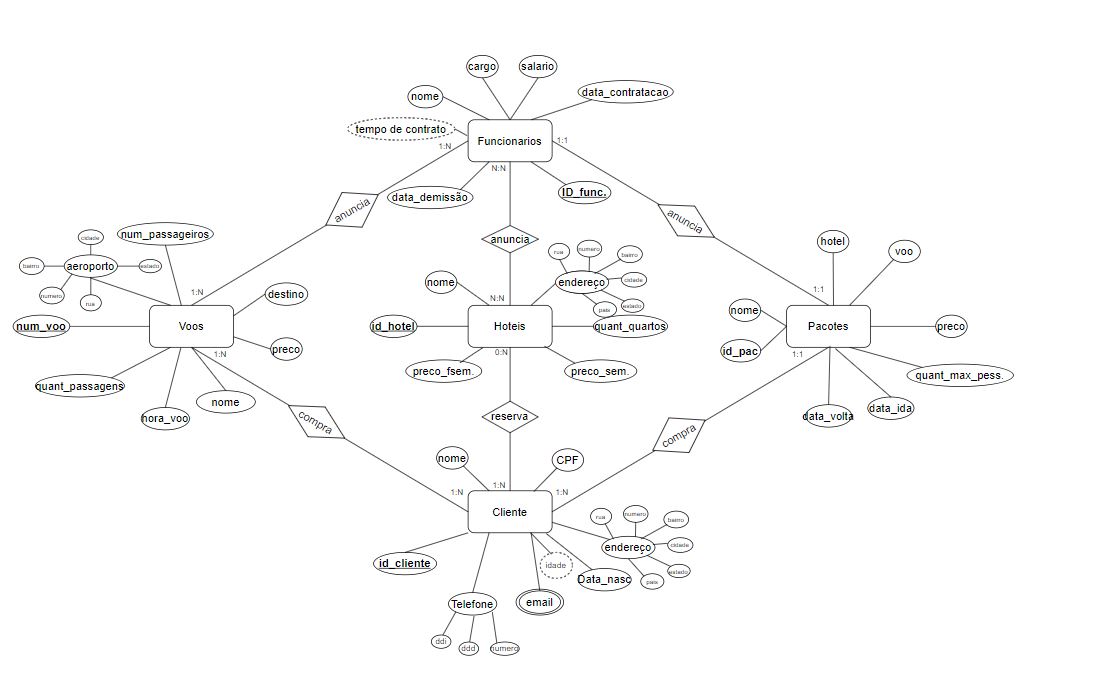 cargo
salario
nome
data_contratacao
tempo de contrato
Funcionarios
1:N
1:1
N:N
data_demissão
ID_func.
anuncia
anuncia
anuncia
cidade
num_passageiros
bairro
aeroporto
estado
numero
rua
1:N
destino
num_voo
Voos
preco
1:N
quant_passagens
hora_voo
nome
rua
numero
bairro
endereço
cidade
estado
pais
nome
N:N
id_hotel
Hoteis
quant_quartos
0:N
preco_fsem.
preco_sem.
hotel
voo
1:1
nome
Pacotes
preco
id_pac
1:1
quant_max_pess.
data_volta
data_ida
compra
reserva
compra
nome
CPF
1:N
1:N
1:N
Cliente
rua
numero
bairro
endereço
cidade
estado
pais
id_cliente
idade
Data_nasc
Telefone
email
ddi
ddd
numero